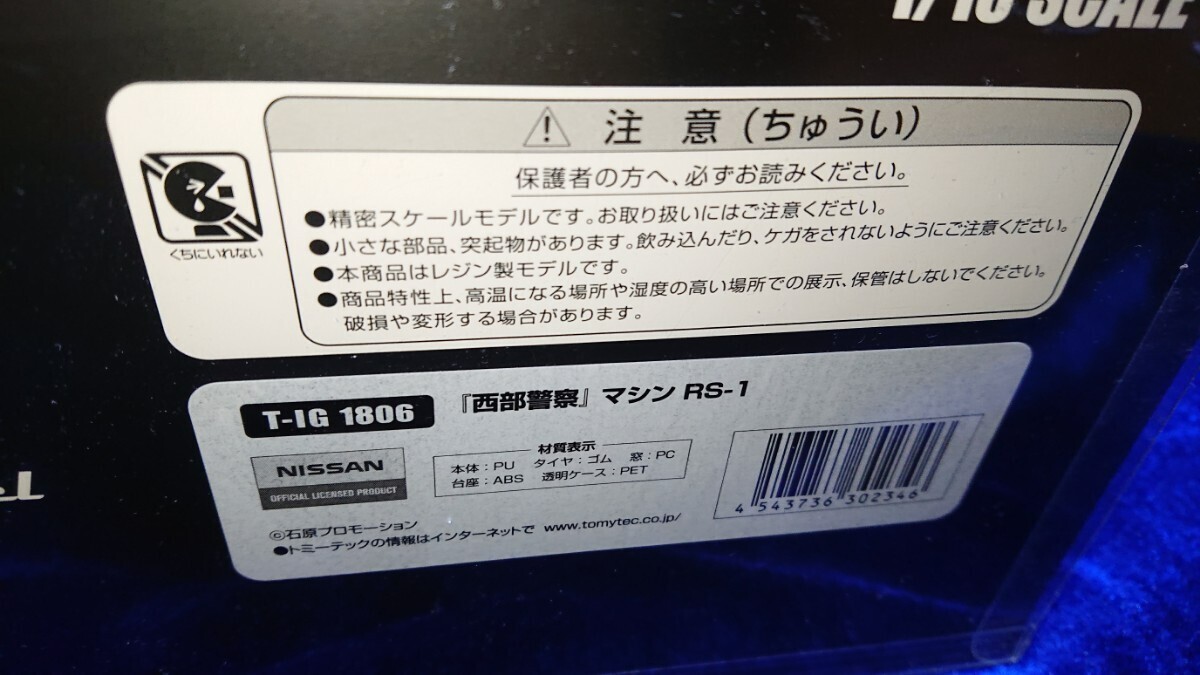 1/18 SCALE
注 意 (ちゅうい)
保護者の方へ、必ずお読みください。
●精密スケールモデルです。お取り扱いにはご注意ください。
●小さな部品、突起物があります。飲み込んだり、ケガをされないようにご注意ください。
●本商品はレジン製モデルです。
●商品特性上、高温になる場所や湿度の高い場所での展示、保管はしないでください。
破損や変形する場合があります。
くちにいれない
T-IG 1806 『西部警察』 マシン RS-1
NISSAN
OFFICIAL LICENSED PRODUCT
材質表示
本体:PU タイヤ:ゴム 窓:PC
台座:ABS 透明ケース:PET
4 543736 302346
©石原プロモーション
●トミーテックの情報はインターネットで www.tomytec.co.jp/